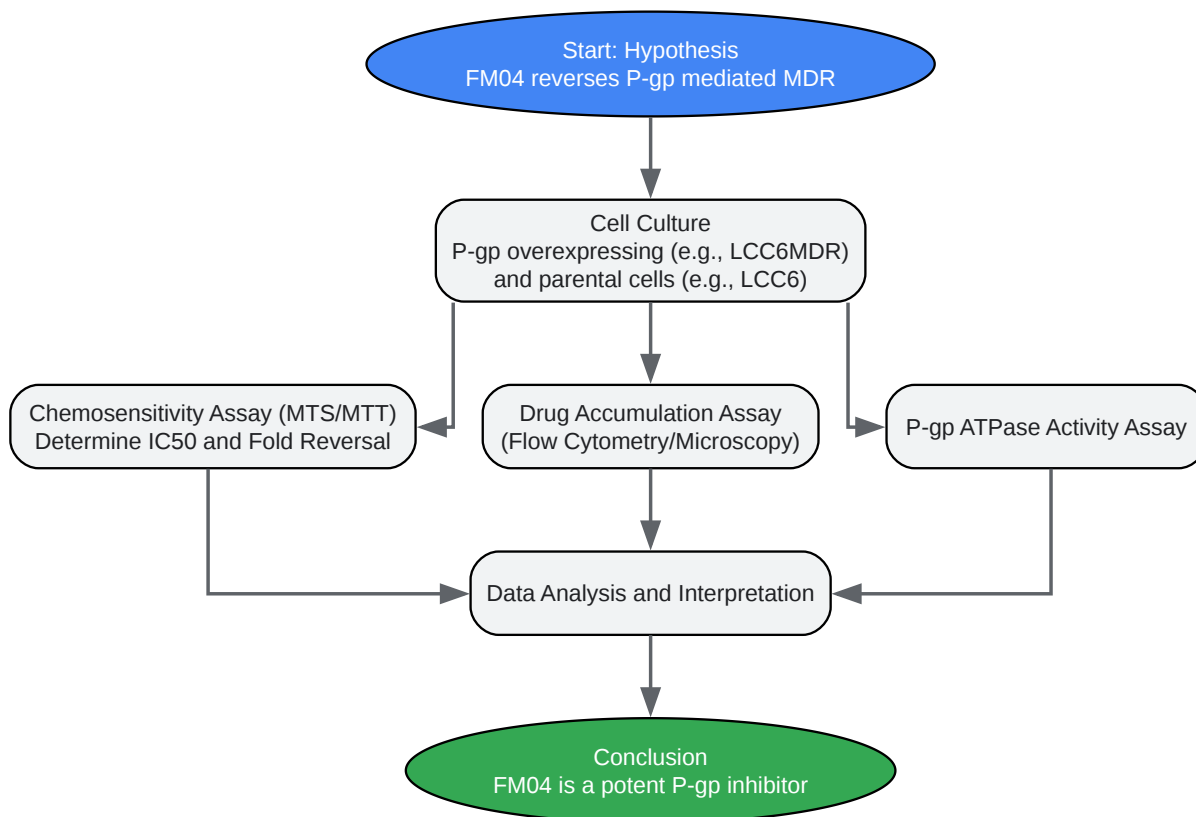 Start: Hypothesis
FM04 reverses P-gp mediated MDR
Cell Culture
P-gp overexpressing (e.g., LCC6MDR)
and parental cells (e.g., LCC6)
Chemosensitivity Assay (MTS/MTT)
Determine IC50 and Fold Reversal
Drug Accumulation Assay
(Flow Cytometry/Microscopy)
P-gp ATPase Activity Assay
Data Analysis and Interpretation
Conclusion
FM04 is a potent P-gp inhibitor